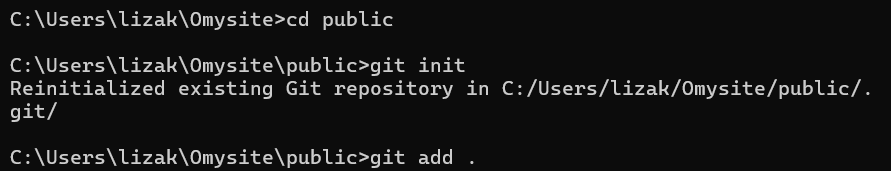 C:\Users\lizak\Omysite>cd public
C:\Users\lizak\Omysite\public>git init
Reinitialized existing Git repository in C:/Users/lizak/Omysite/public/.
git/
C:\Users\lizak\Omysite\public>git add .